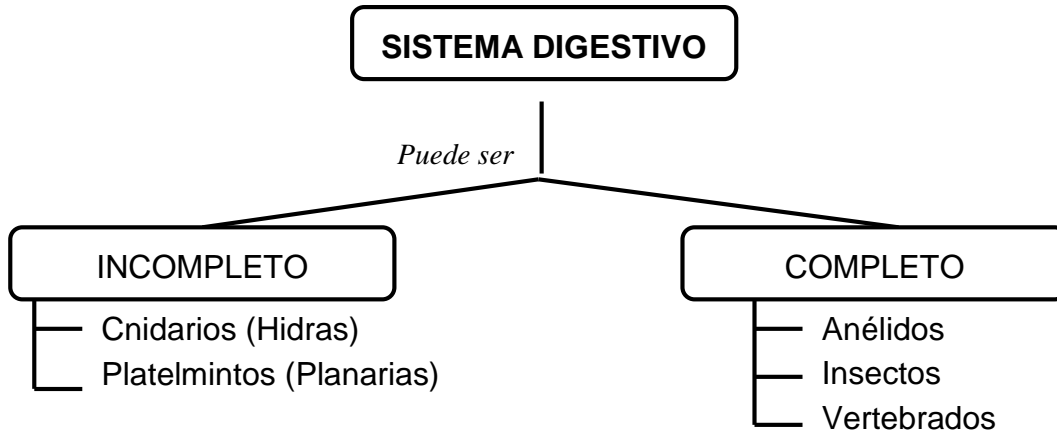 SISTEMA DIGESTIVO
Puede ser
INCOMPLETO
Cnidarios (Hidras)
Platelmintos (Planarias)
COMPLETO
Anélidos
Insectos
Vertebrados